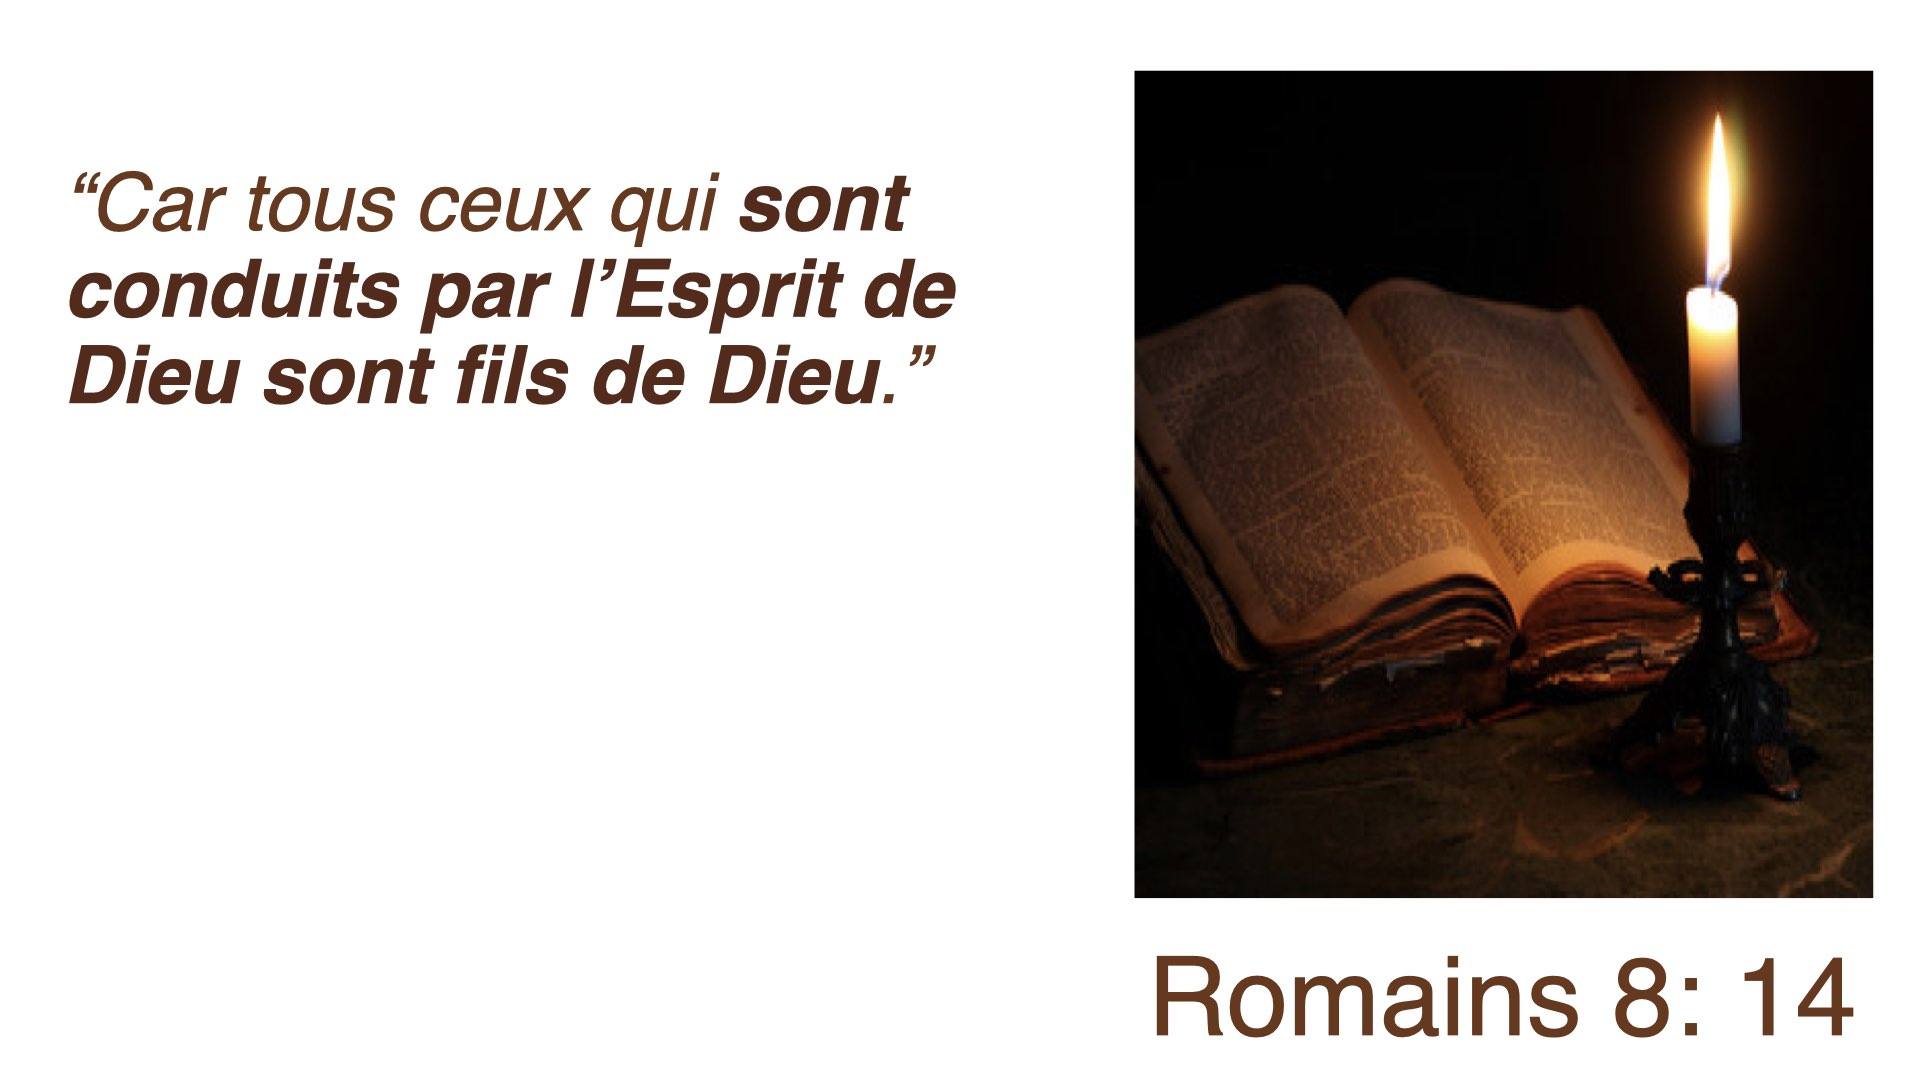 “Car tous ceux qui sont
conduits par l’Esprit de
Dieu sont fils de Dieu.”
Romains 8: 14